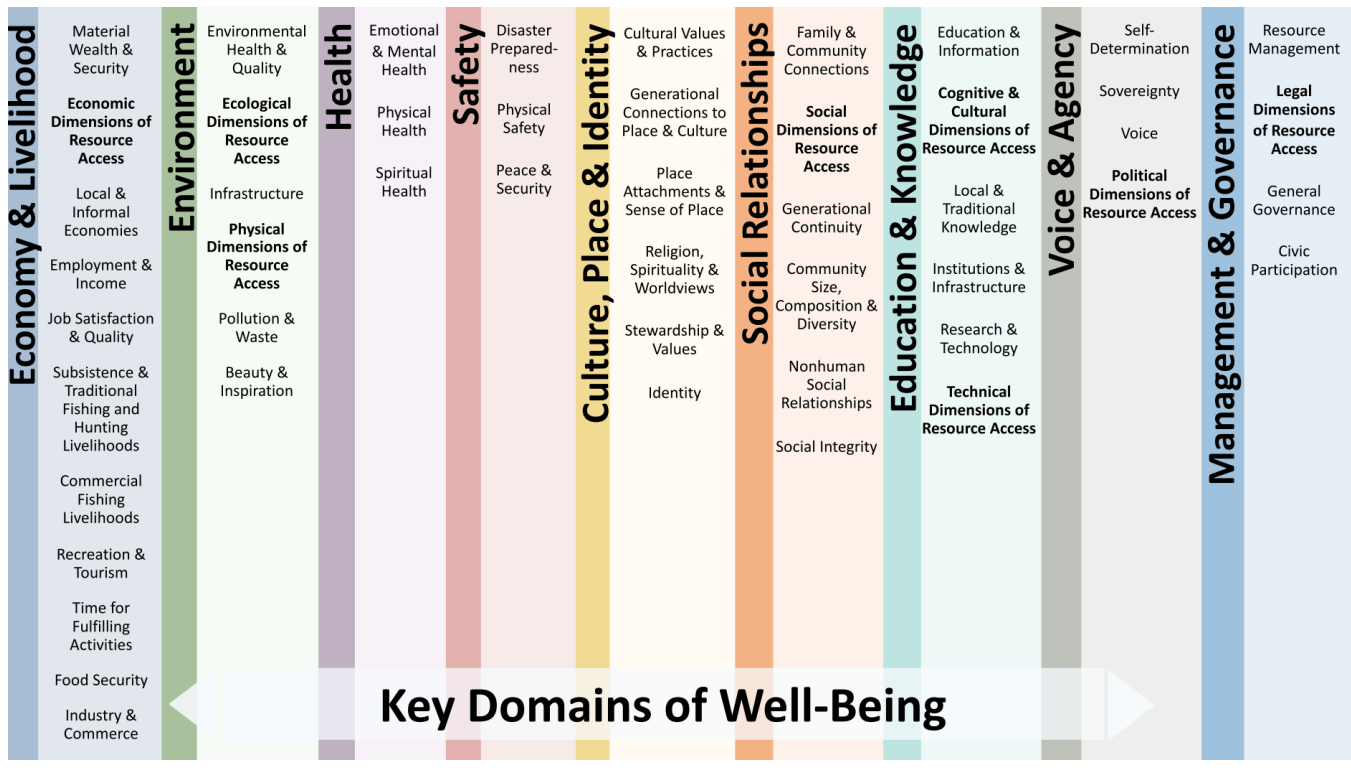 Economy & Livelihood
Material
Wealth &
Security
Economic
Dimensions of
Resource
Access
Local &
Informal
Economies
Employment &
Income
Job Satisfaction
& Quality
Subsistence &
Traditional
Fishing and
Hunting
Livelihoods
Commercial
Fishing
Livelihoods
Recreation &
Tourism
Time for
Fulfilling
Activities
Food Security
Industry &
Commerce
Environment
Environmental
Health &
Quality
Ecological
Dimensions of
Resource
Access
Infrastructure
Physical
Dimensions of
Resource
Access
Pollution &
Waste
Beauty &
Inspiration
Health
Emotional
& Mental
Health
Physical
Health
Spiritual
Health
Safety
Disaster
Prepared-
ness
Physical
Safety
Peace &
Security
Culture, Place & Identity
Cultural Values
& Practices
Generational
Connections to
Place & Culture
Place
Attachments &
Sense of Place
Religion,
Spirituality &
Worldviews
Stewardship &
Values
Identity
Social Relationships
Family &
Community
Connections
Social
Dimensions of
Resource
Access
Generational
Continuity
Community
Size,
Composition &
Diversity
Nonhuman
Social
Relationships
Social Integrity
Education & Knowledge
Education &
Information
Cognitive &
Cultural
Dimensions of
Resource Access
Local &
Traditional
Knowledge
Institutions &
Infrastructure
Research &
Technology
Technical
Dimensions of
Resource Access
Voice & Agency
Self-
Determination
Sovereignty
Voice
Political
Dimensions of
Resource Access
Management & Governance
Resource
Management
Legal
Dimensions
of Resource
Access
General
Governance
Civic
Participation
Key Domains of Well-Being